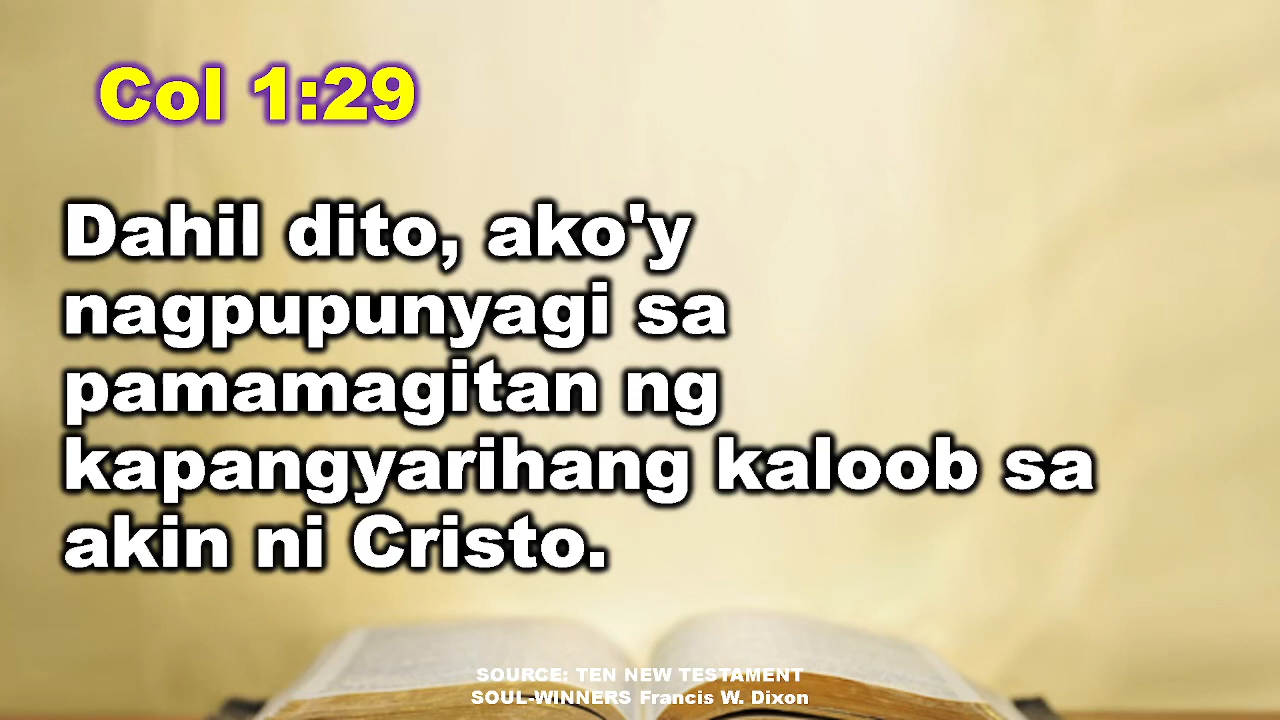 Col 1:29
Dahil dito, ako'y
nagpupunyagi sa
pamamagitan ng
kapangyarihang kaloob sa
akin ni Cristo.
SOURCE: TEN NEW TESTAMENT
SOUL-WINNERS Francis W. Dixon